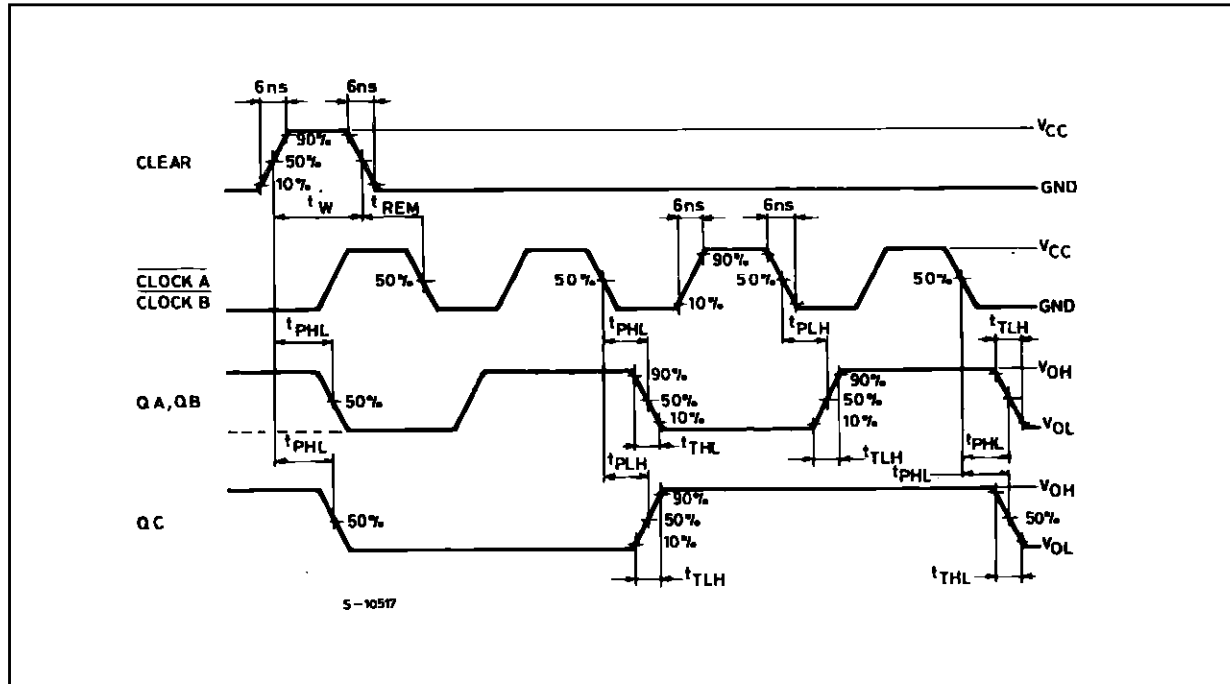 6ns 6ns
CLEAR
90%
50%
10%
VCC
GND
tW tREM
6ns 6ns
CLOCK A
CLOCK B
50%
50%
90%
10%
50%
50%
VCC
GND
tPHL tPHL tPLH tTLH
QA, QB
50%
90%
50%
10%
90%
50%
10%
VOH
VOL
tPHL tTHL tPLH tTLH tPHL
tPHL
QC
50%
90%
50%
10%
VOH
50%
VOL
tTLH tTHL
S-10517